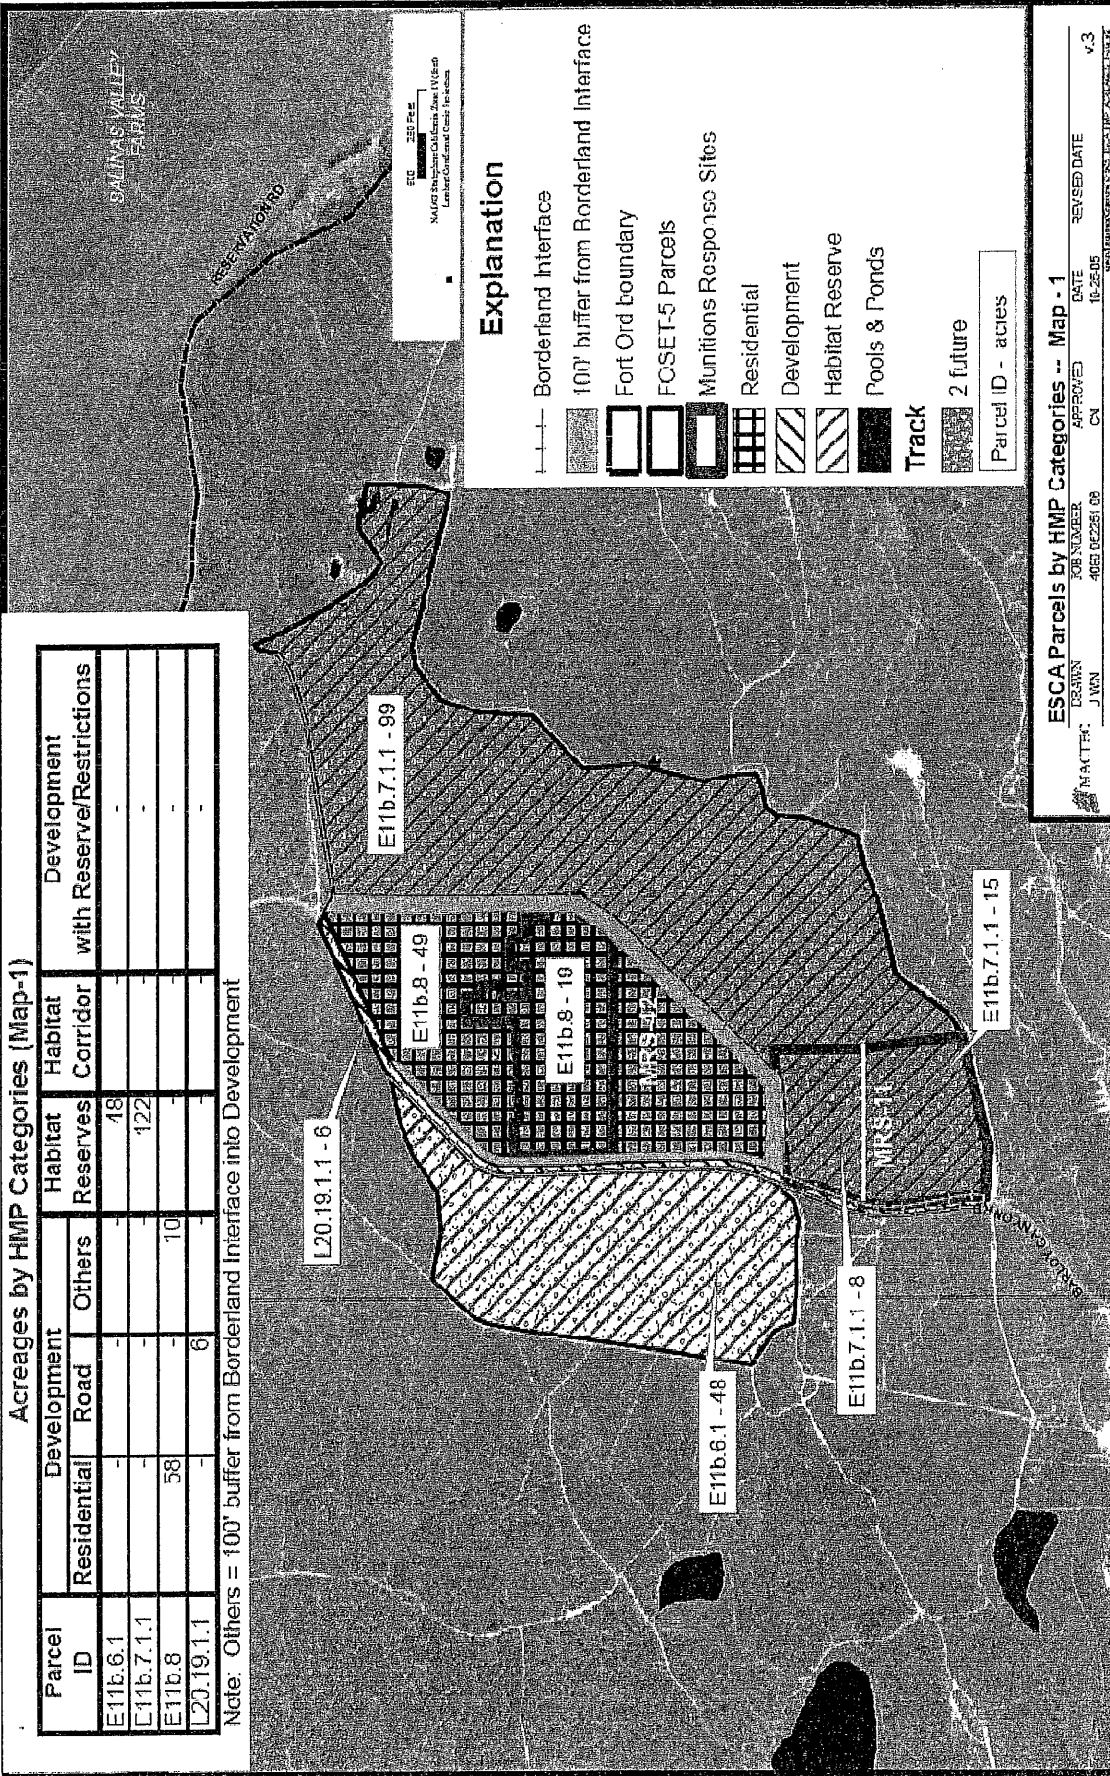 Acreages by HMP Categories (Map-1)
Parcel ID Development Habitat Reserves Habitat Corridor Development with Reserve/Restrictions
Residential Road Others
E11b.6.1 - - - 48 - -
E11b.7.1.1 - - - 122 - -
E11b.8 58 - 10 - - -
L20.19.1.1 - 6 - - - -
Note: Others = 100' buffer from Borderland Interface into Development
SALINAS VALLEY
FARMS
RESERVATION RD
L20.19.1.1 - 6
E11b.8 - 49
E11b.7.1.1 - 99
E11b.8 - 19
E11b.6.1 - 48
E11b.7.1.1 - 8
E11b.7.1.1 - 15
Explanation
Borderland Interface
100' buffer from Borderland Interface
Fort Ord boundary
FOSET-5 Parcels
Munitions Response Sites
Residential
Development
Habitat Reserve
Pools & Ponds
Track
2 future
Parcel ID - acres
ESCA Parcels by HMP Categories -- Map - 1
MACTEC
DRAWN JOB NUMBER APPROVED DATE REVISED DATE
v.3